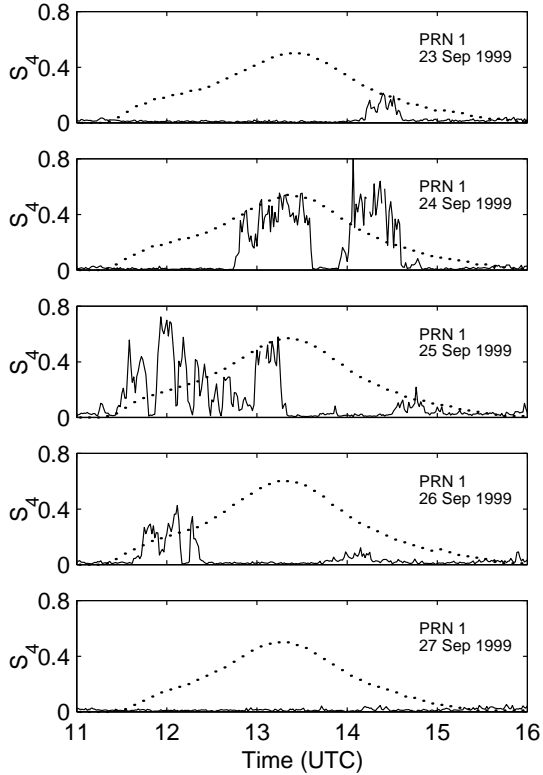 0.8
S4
0.4
0
PRN 1
23 Sep 1999
0.8
S4
0.4
0
PRN 1
24 Sep 1999
0.8
S4
0.4
0
PRN 1
25 Sep 1999
0.8
S4
0.4
0
PRN 1
26 Sep 1999
0.8
S4
0.4
0
PRN 1
27 Sep 1999
11 12 13 14 15 16
Time (UTC)